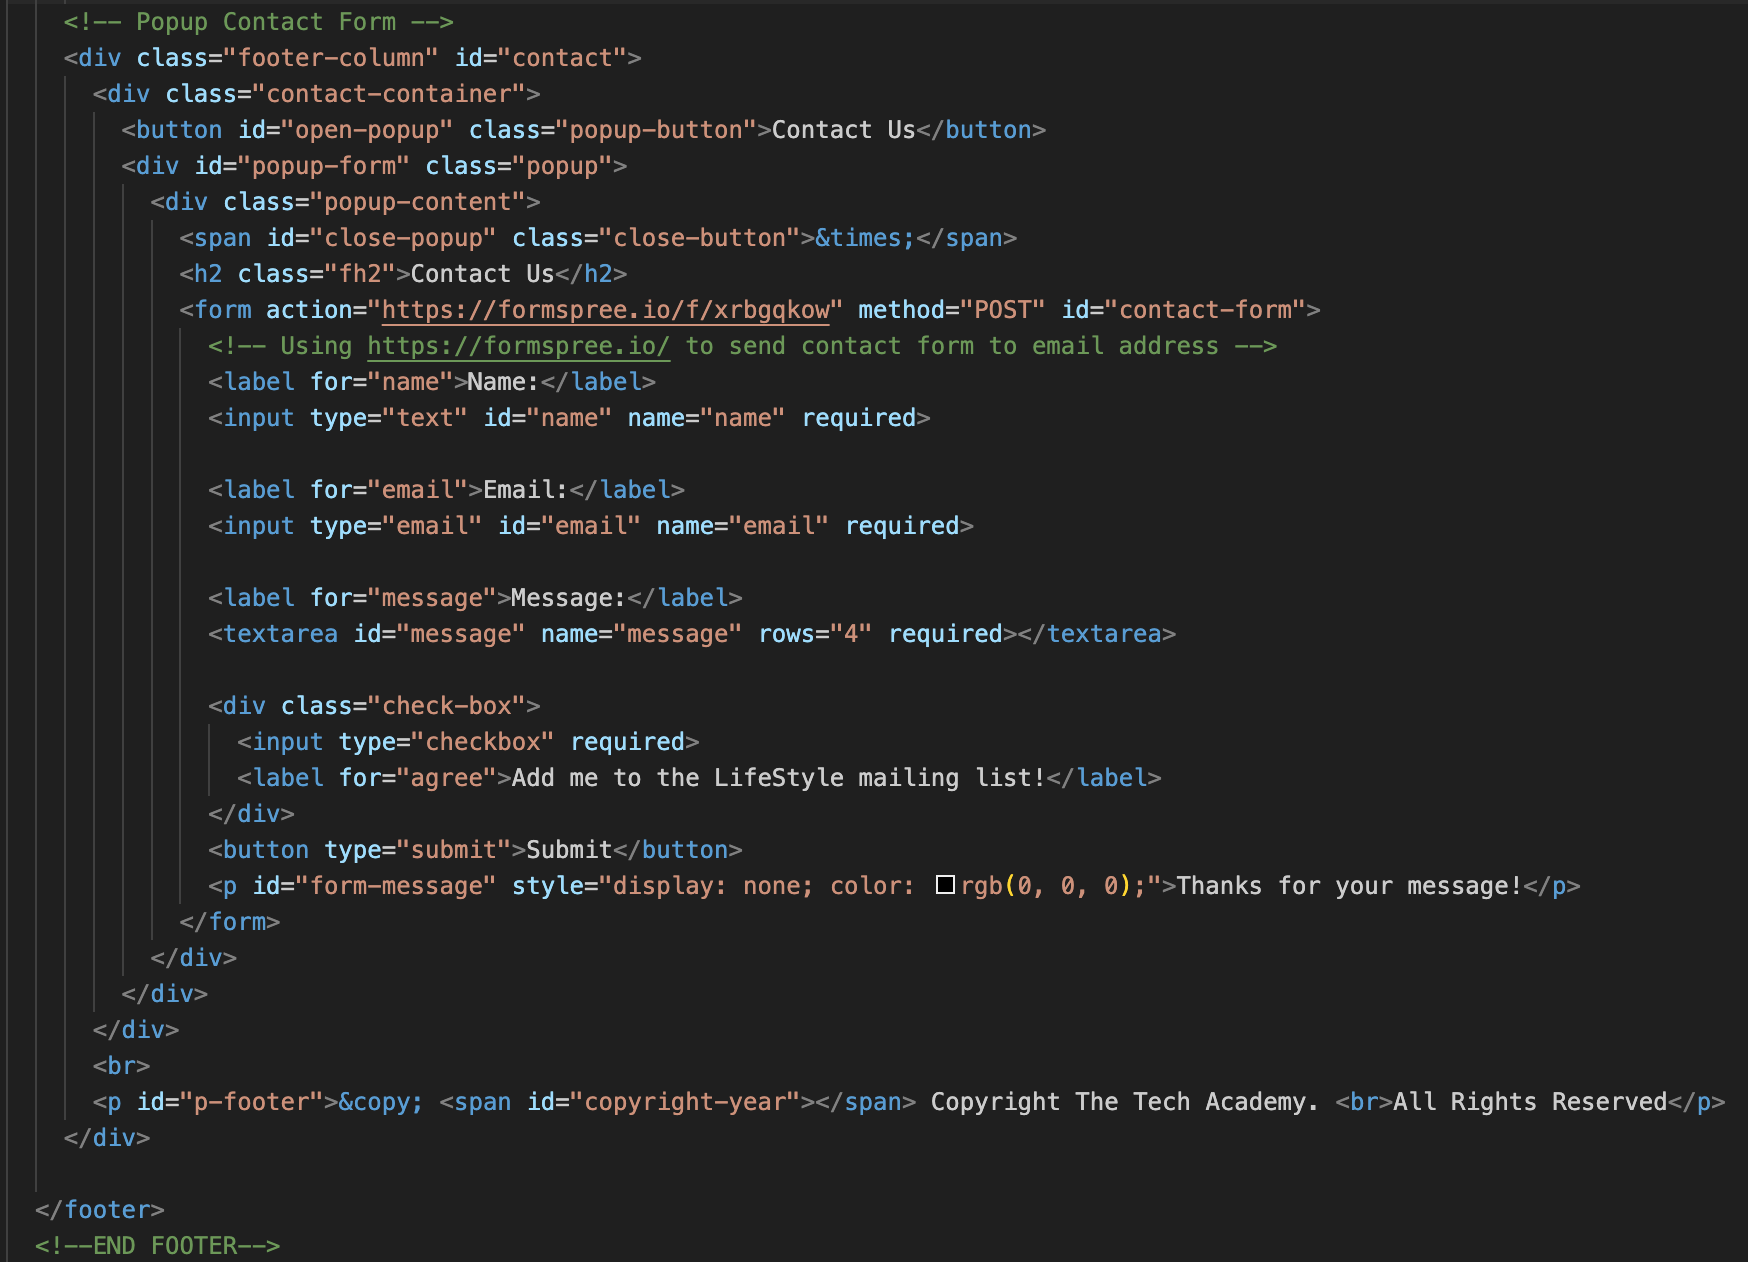 <!-- Popup Contact Form -->
<div class="footer-column" id="contact">
<div class="contact-container">
<button id="open-popup" class="popup-button">Contact Us</button>
<div id="popup-form" class="popup">
<div class="popup-content">
<span id="close-popup" class="close-button">&times;</span>
<h2 class="fh2">Contact Us</h2>
<form action="https://formspree.io/f/xrbgqkow" method="POST" id="contact-form">
<!-- Using https://formspree.io/ to send contact form to email address -->
<label for="name">Name:</label>
<input type="text" id="name" name="name" required>
<label for="email">Email:</label>
<input type="email" id="email" name="email" required>
<label for="message">Message:</label>
<textarea id="message" name="message" rows="4" required></textarea>
<div class="check-box">
<input type="checkbox" required>
<label for="agree">Add me to the LifeStyle mailing list!</label>
</div>
<button type="submit">Submit</button>
<p id="form-message" style="display: none; color: rgb(0, 0, 0);">Thanks for your message!</p>
</form>
</div>
</div>
</div>
<br>
<p id="p-footer">&copy; <span id="copyright-year"></span> Copyright The Tech Academy. <br>All Rights Reserved</p>
</div>
</footer>
<!--END FOOTER-->